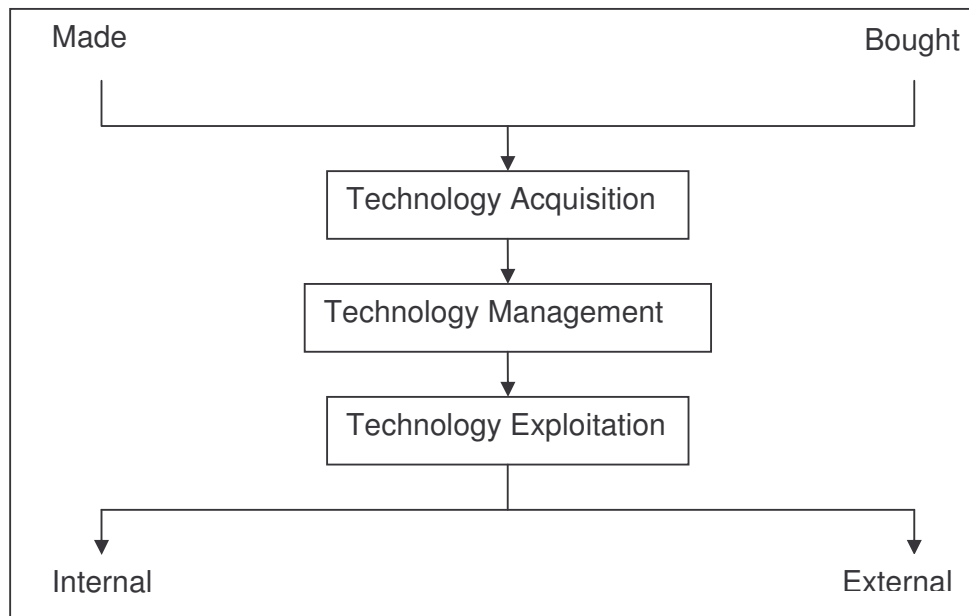 Made
Bought
Technology Acquisition
Technology Management
Technology Exploitation
Internal
External